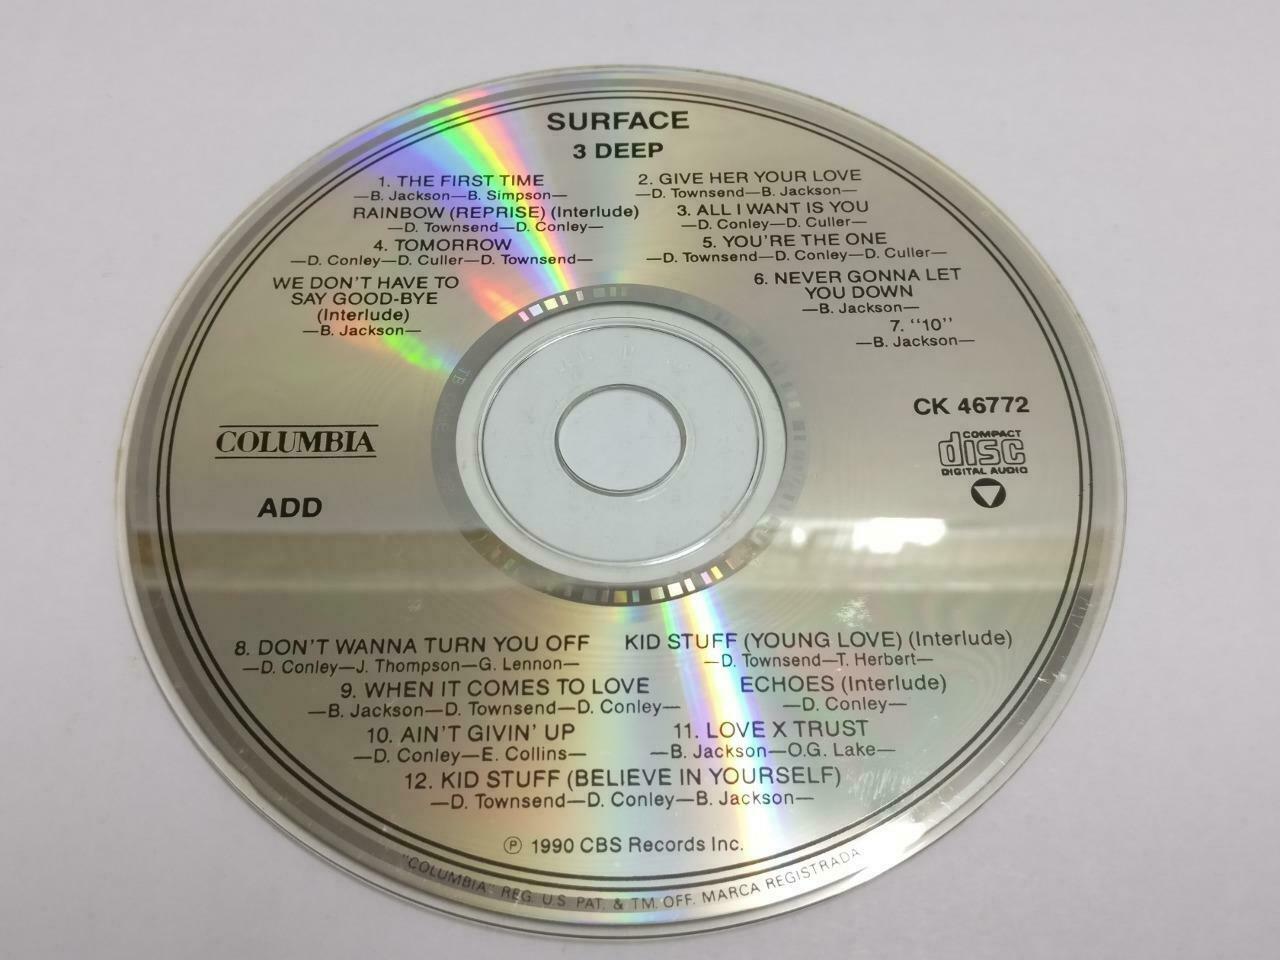 SURFACE
3 DEEP
1. THE FIRST TIME
—B. Jackson—B. Simpson—
RAINBOW (REPRISE) (Interlude)
—D. Townsend—D. Conley—
2. GIVE HER YOUR LOVE
—D. Townsend—B. Jackson—
3. ALL I WANT IS YOU
—D. Conley—D. Culler—
4. TOMORROW
—D. Conley—D. Culler—D. Townsend—
5. YOU'RE THE ONE
—D. Townsend—D. Conley—D. Culler—
WE DON'T HAVE TO
SAY GOOD-BYE
(Interlude)
—B. Jackson—
6. NEVER GONNA LET
YOU DOWN
—B. Jackson—
7. "10"
—B. Jackson—
COLUMBIA
ADD
CK 46772
COMPACT
disc
DIGITAL AUDIO
8. DON'T WANNA TURN YOU OFF
—D. Conley—J. Thompson—G. Lennon—
KID STUFF (YOUNG LOVE) (Interlude)
—D. Townsend—T. Herbert—
9. WHEN IT COMES TO LOVE
—B. Jackson—D. Townsend—D. Conley—
ECHOES (Interlude)
—D. Conley—
10. AIN'T GIVIN' UP
—D. Conley—E. Collins—
11. LOVE X TRUST
—B. Jackson—O.G. Lake—
12. KID STUFF (BELIEVE IN YOURSELF)
—D. Townsend—D. Conley—B. Jackson—
℗ 1990 CBS Records Inc.
"COLUMBIA" REG. U.S. PAT. & TM. OFF. MARCA REGISTRADA